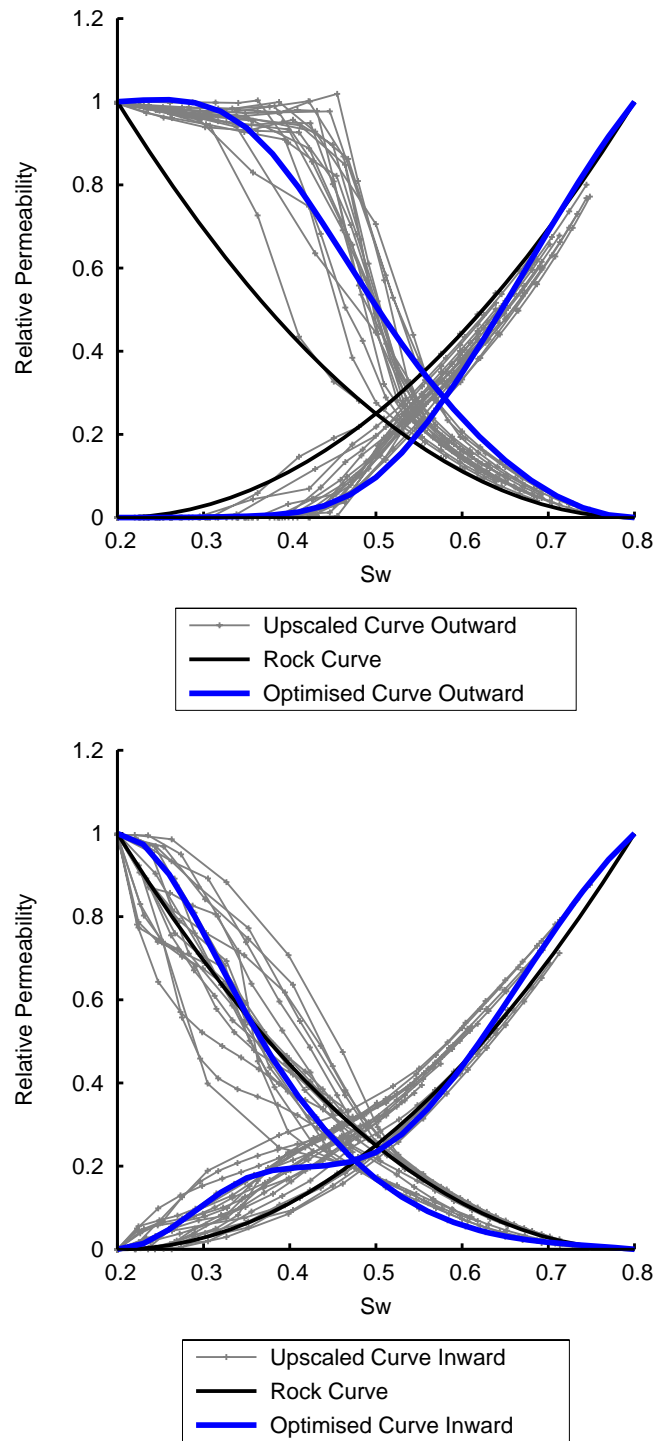 1.2
1
0.8
0.6
0.4
0.2
0
Relative Permeability
0.2 0.3 0.4 0.5 0.6 0.7 0.8
Sw
Upscaled Curve Outward
Rock Curve
Optimised Curve Outward
1.2
1
0.8
0.6
0.4
0.2
0
Relative Permeability
0.2 0.3 0.4 0.5 0.6 0.7 0.8
Sw
Upscaled Curve Inward
Rock Curve
Optimised Curve Inward